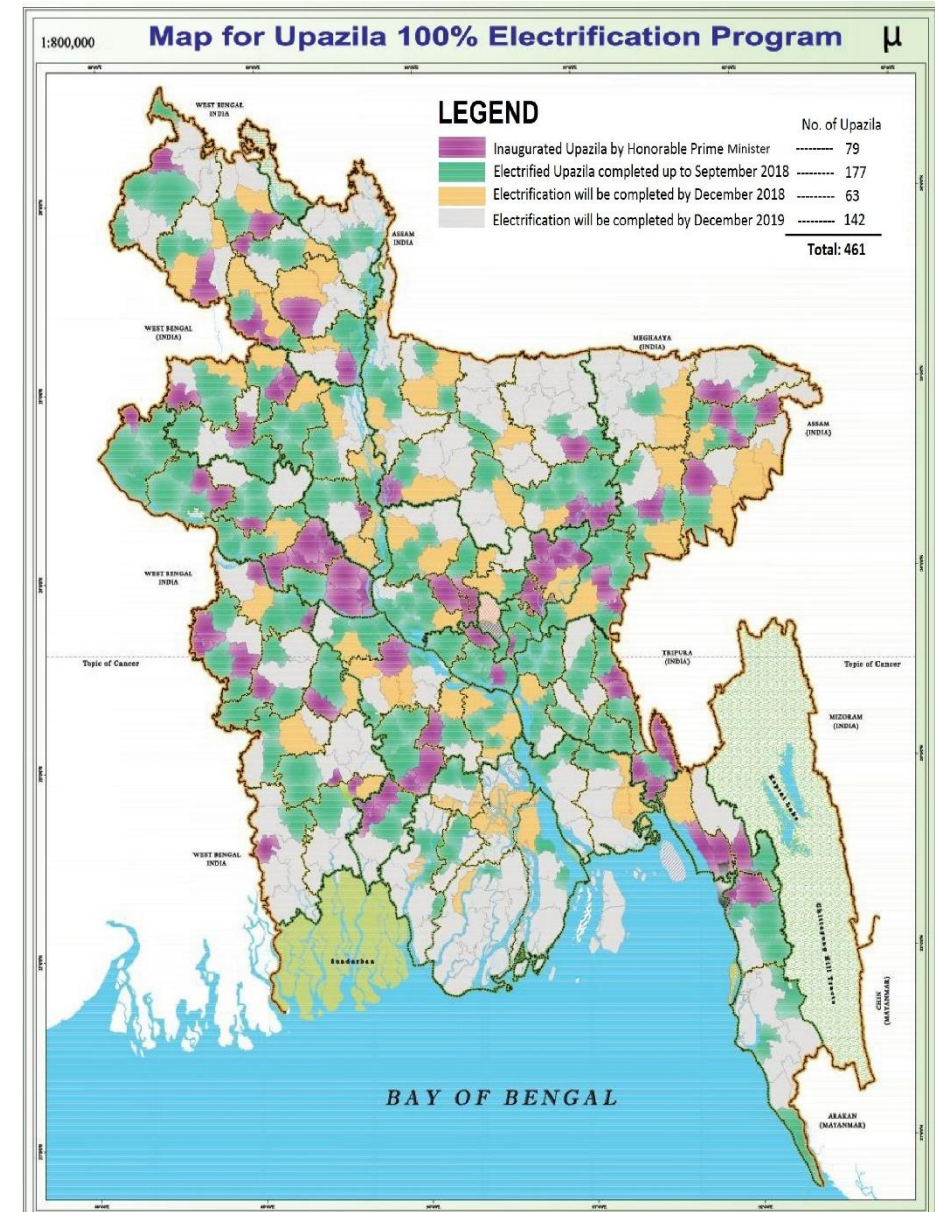 1:800,000
Map for Upazila 100% Electrification Program
μ
LEGEND
No. of Upazila
Inaugurated Upazila by Honorable Prime Minister --------- 79
Electrified Upazila completed up to September 2018 --------- 177
Electrification will be completed by December 2018 --------- 63
Electrification will be completed by December 2019 --------- 142
Total: 461
WEST BENGAL
INDIA
ASSAM
INDIA
WEST BENGAL
(INDIA)
MEGHAAYA
(INDIA)
ASSAM
(INDIA)
WEST BENGAL
INDIA
Topic of Cancer
TRIPURA
(INDIA)
Topic of Cancer
MIZORAM
(INDIA)
WEST BENGAL
INDIA
Sundarban
Chittagong Hill Tracts
CHIN
(MAYANMAR)
BAY OF BENGAL
ARAKAN
(MAYANMAR)